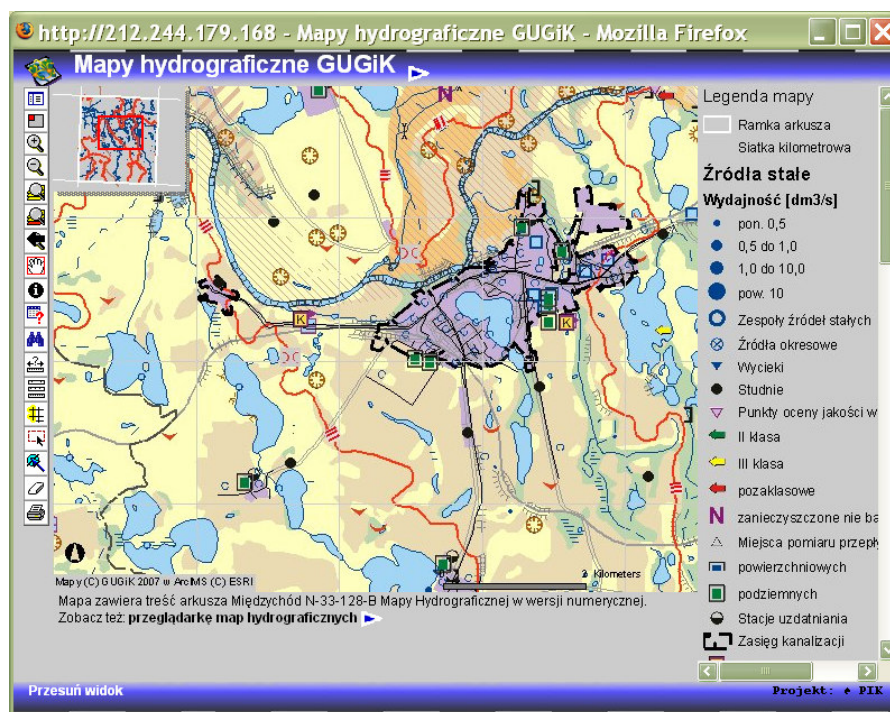 http://212.244.179.168 - Mapy hydrograficzne GUGiK - Mozilla Firefox
Mapy hydrograficzne GUGiK
N
K
K
Legenda mapy
Ramka arkusza
Siatka kilometrowa
Źródła stałe
Wydajność [dm3/s]
pon. 0,5
0,5 do 1,0
1,0 do 10,0
pow. 10
Zespoły źródeł stałych
Źródła okresowe
Wycieki
Studnie
Punkty oceny jakości w
II klasa
III klasa
pozaklasowe
N zanieczyszczone nie ba
Miejsca pomiaru przepły
powierzchniowych
podziemnych
Stacje uzdatniania
Zasięg kanalizacji
Kilometers
Mapy (C) GUGiK 2007 w ArcIMS (C) ESRI
Mapa zawiera treść arkusza Międzychód N-33-128-B Mapy Hydrograficznej w wersji numerycznej.
Zobacz też: przeglądarkę map hydrograficznych
Przesuń widok
Projekt: PIK